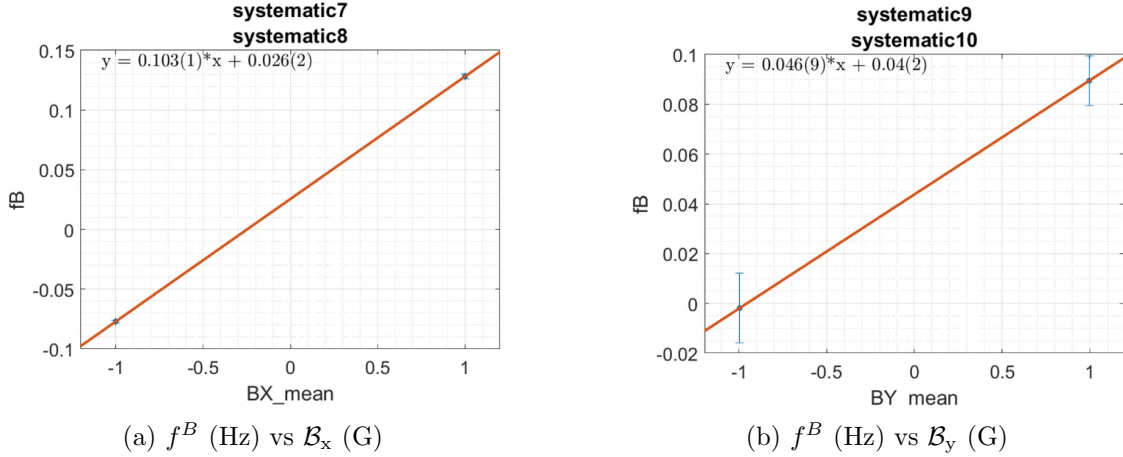 systematic7
systematic8
y = 0.103(1)*x + 0.026(2)
0.15
0.1
0.05
0
-0.05
-0.1
fB
-1
-0.5
0
0.5
1
BX_mean
(a) f^B (Hz) vs ℬ_x (G)
systematic9
systematic10
y = 0.046(9)*x + 0.04(2)
0.1
0.08
0.06
0.04
0.02
0
-0.02
fB
-1
-0.5
0
0.5
1
BY mean
(b) f^B (Hz) vs ℬ_y (G)